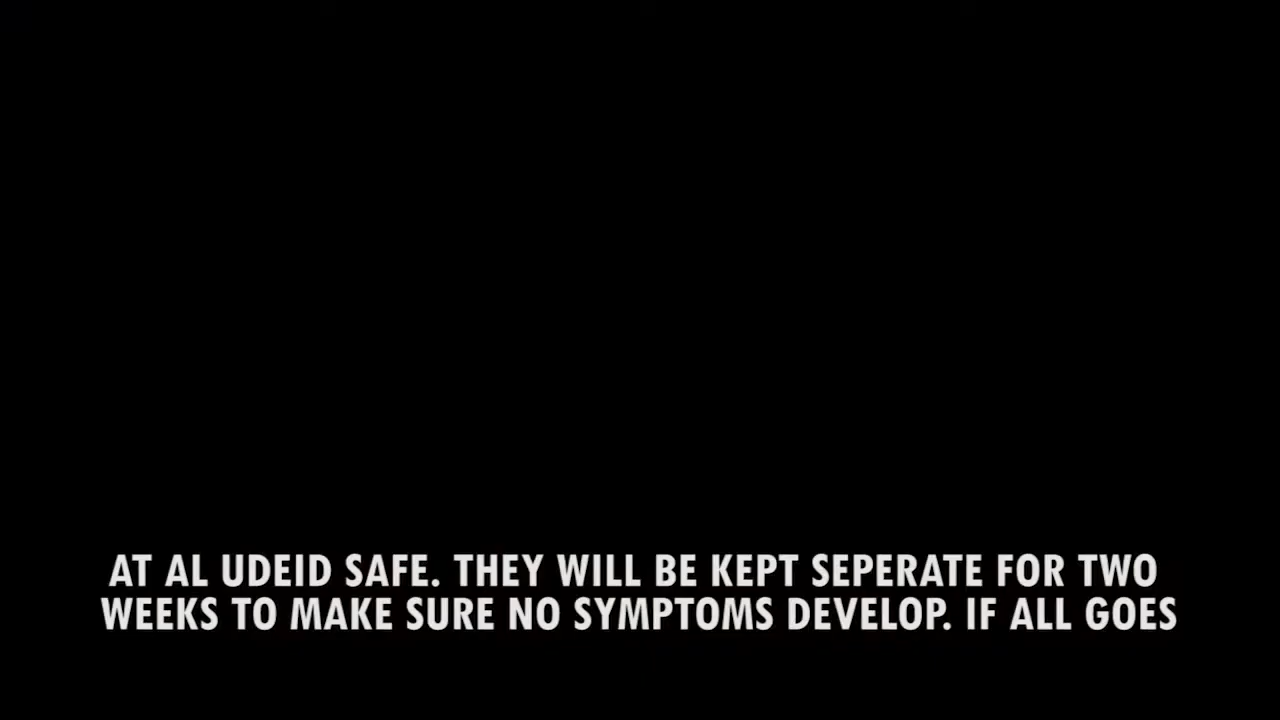 AT AL UDEID SAFE. THEY WILL BE KEPT SEPERATE FOR TWO
WEEKS TO MAKE SURE NO SYMPTOMS DEVELOP. IF ALL GOES